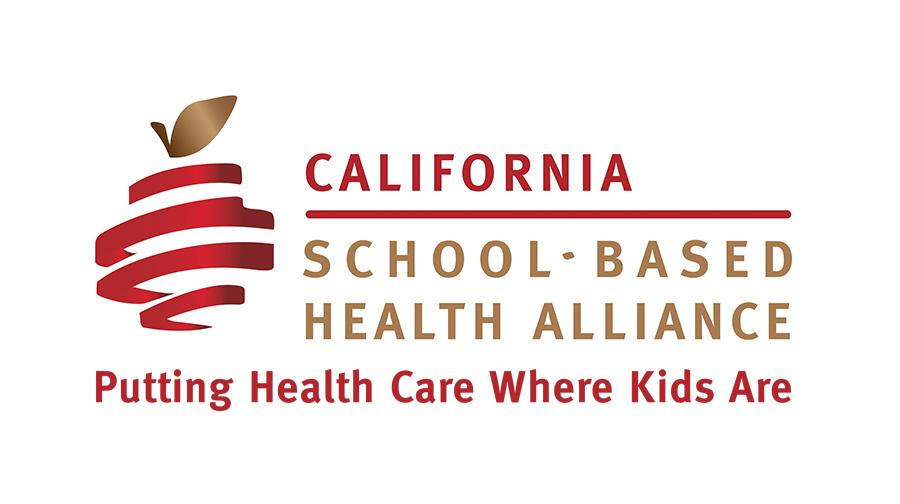 CALIFORNIA
SCHOOL-BASED
HEALTH ALLIANCE
Putting Health Care Where Kids Are